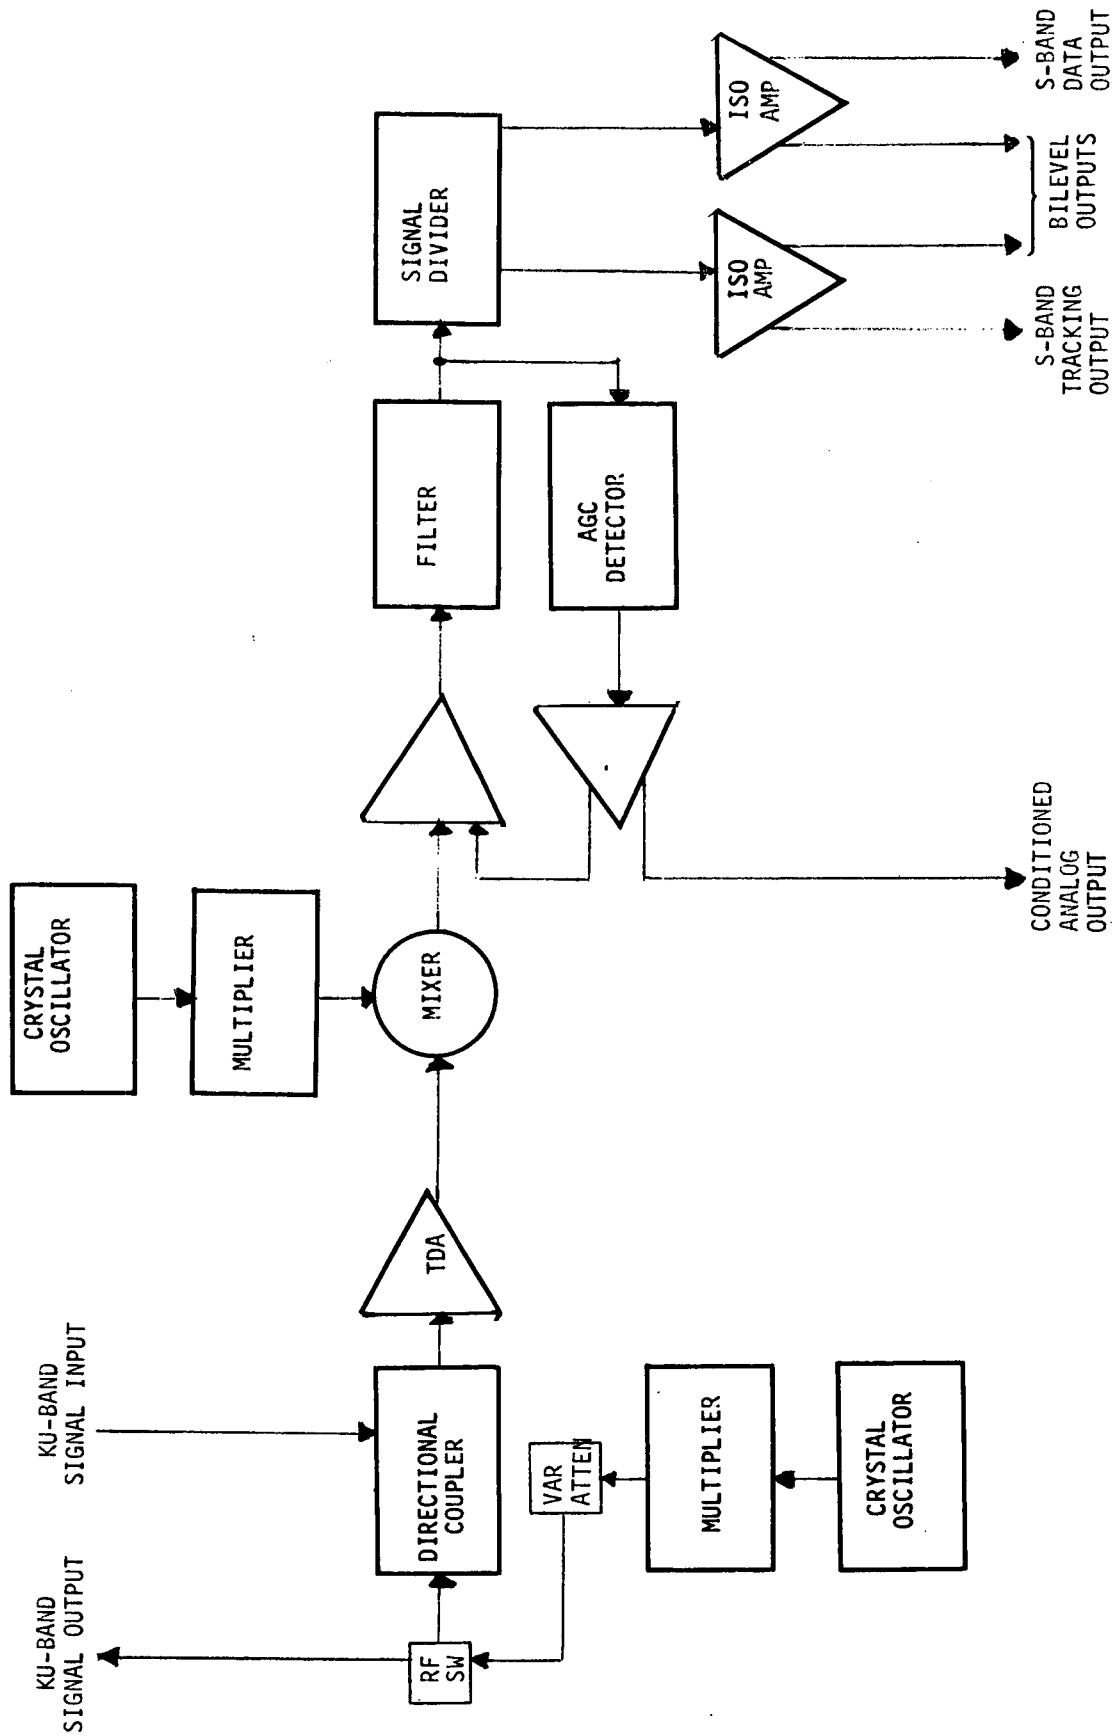 KU-BAND
SIGNAL OUTPUT
KU-BAND
SIGNAL INPUT
RF
SW
DIRECTIONAL
COUPLER
TDA
VAR
ATTEN
MULTIPLIER
CRYSTAL
OSCILLATOR
CRYSTAL
OSCILLATOR
MULTIPLIER
MIXER
FILTER
AGC
DETECTOR
SIGNAL
DIVIDER
ISO
AMP
ISO
AMP
CONDITIONED
ANALOG
OUTPUT
S-BAND
TRACKING
OUTPUT
BILEVEL
OUTPUTS
S-BAND
DATA
OUTPUT